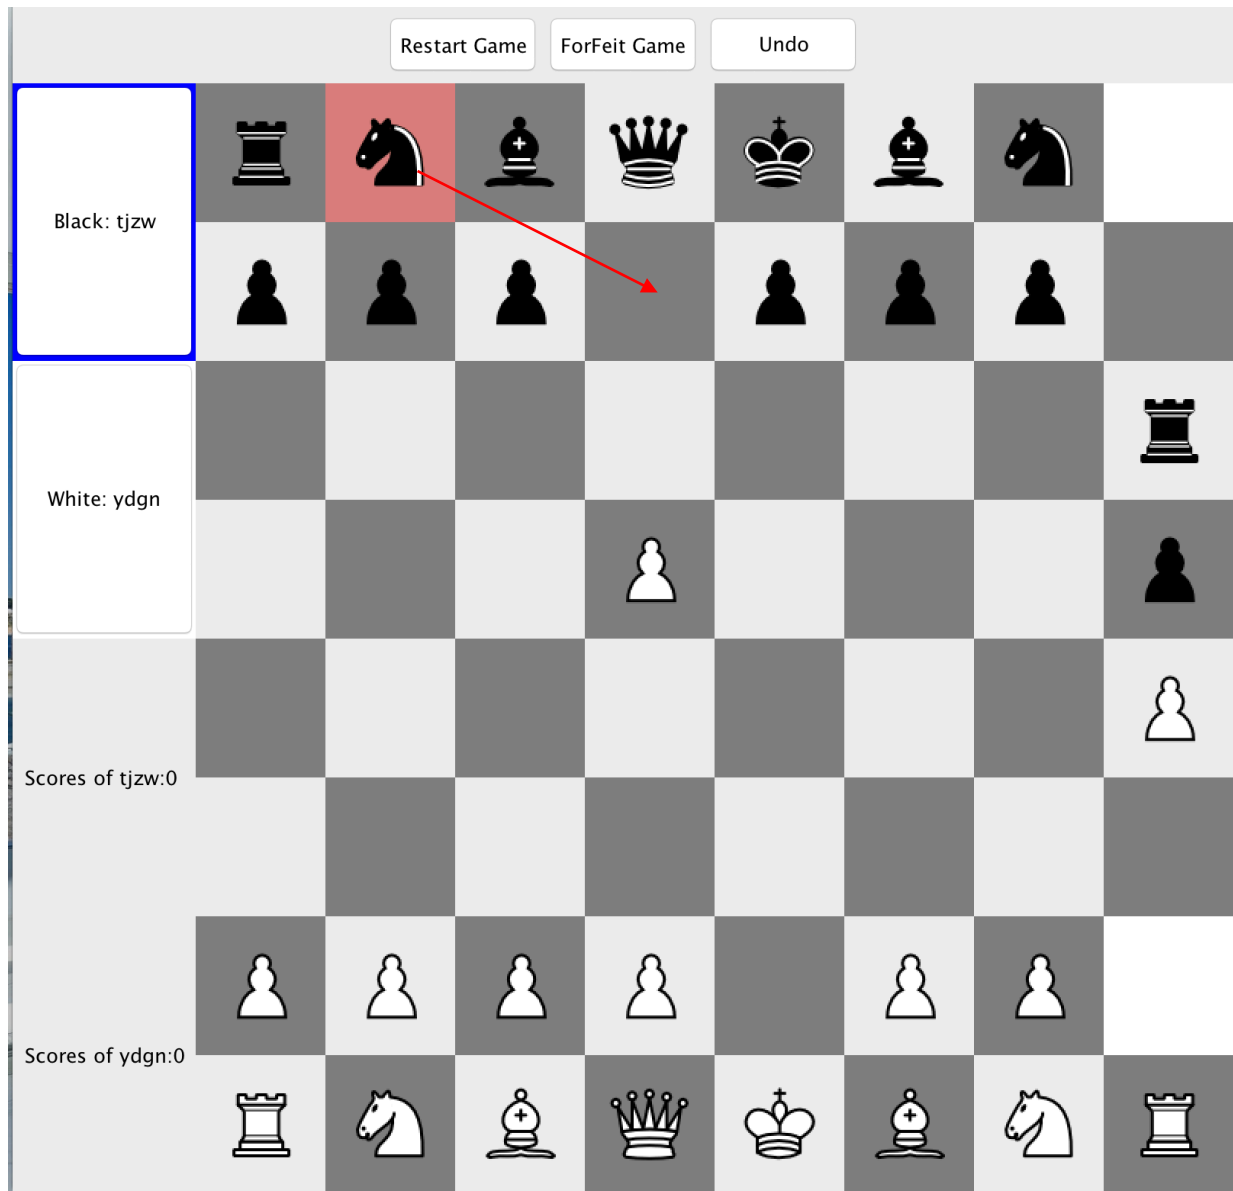 Restart Game
ForFeit Game
Undo
Black: tjzw
White: ydgn
Scores of tjzw:0
Scores of ydgn:0